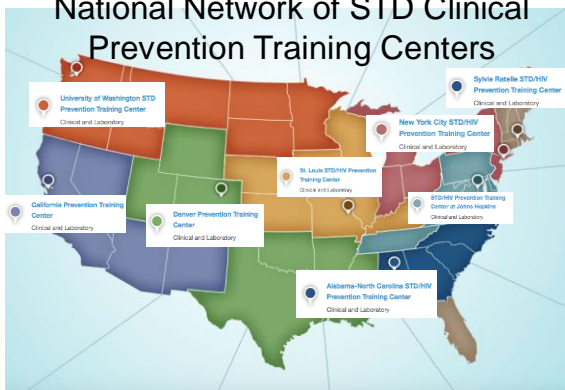 National Network of STD Clinical
Prevention Training Centers
Sylvie Ratelle STD/HIV
Prevention Training Center
Clinical and Laboratory
University of Washington STD
Prevention Training Center
Clinical and Laboratory
New York City STD/HIV
Prevention Training Center
Clinical and Laboratory
St. Louis STD/HIV Prevention
Training Center
Clinical and Laboratory
California Prevention Training
Center
Clinical and Laboratory
Denver Prevention Training
Center
Clinical and Laboratory
STD/HIV Prevention Training
Center at Johns Hopkins
Clinical and Laboratory
Alabama-North Carolina STD/HIV
Prevention Training Center
Clinical and Laboratory